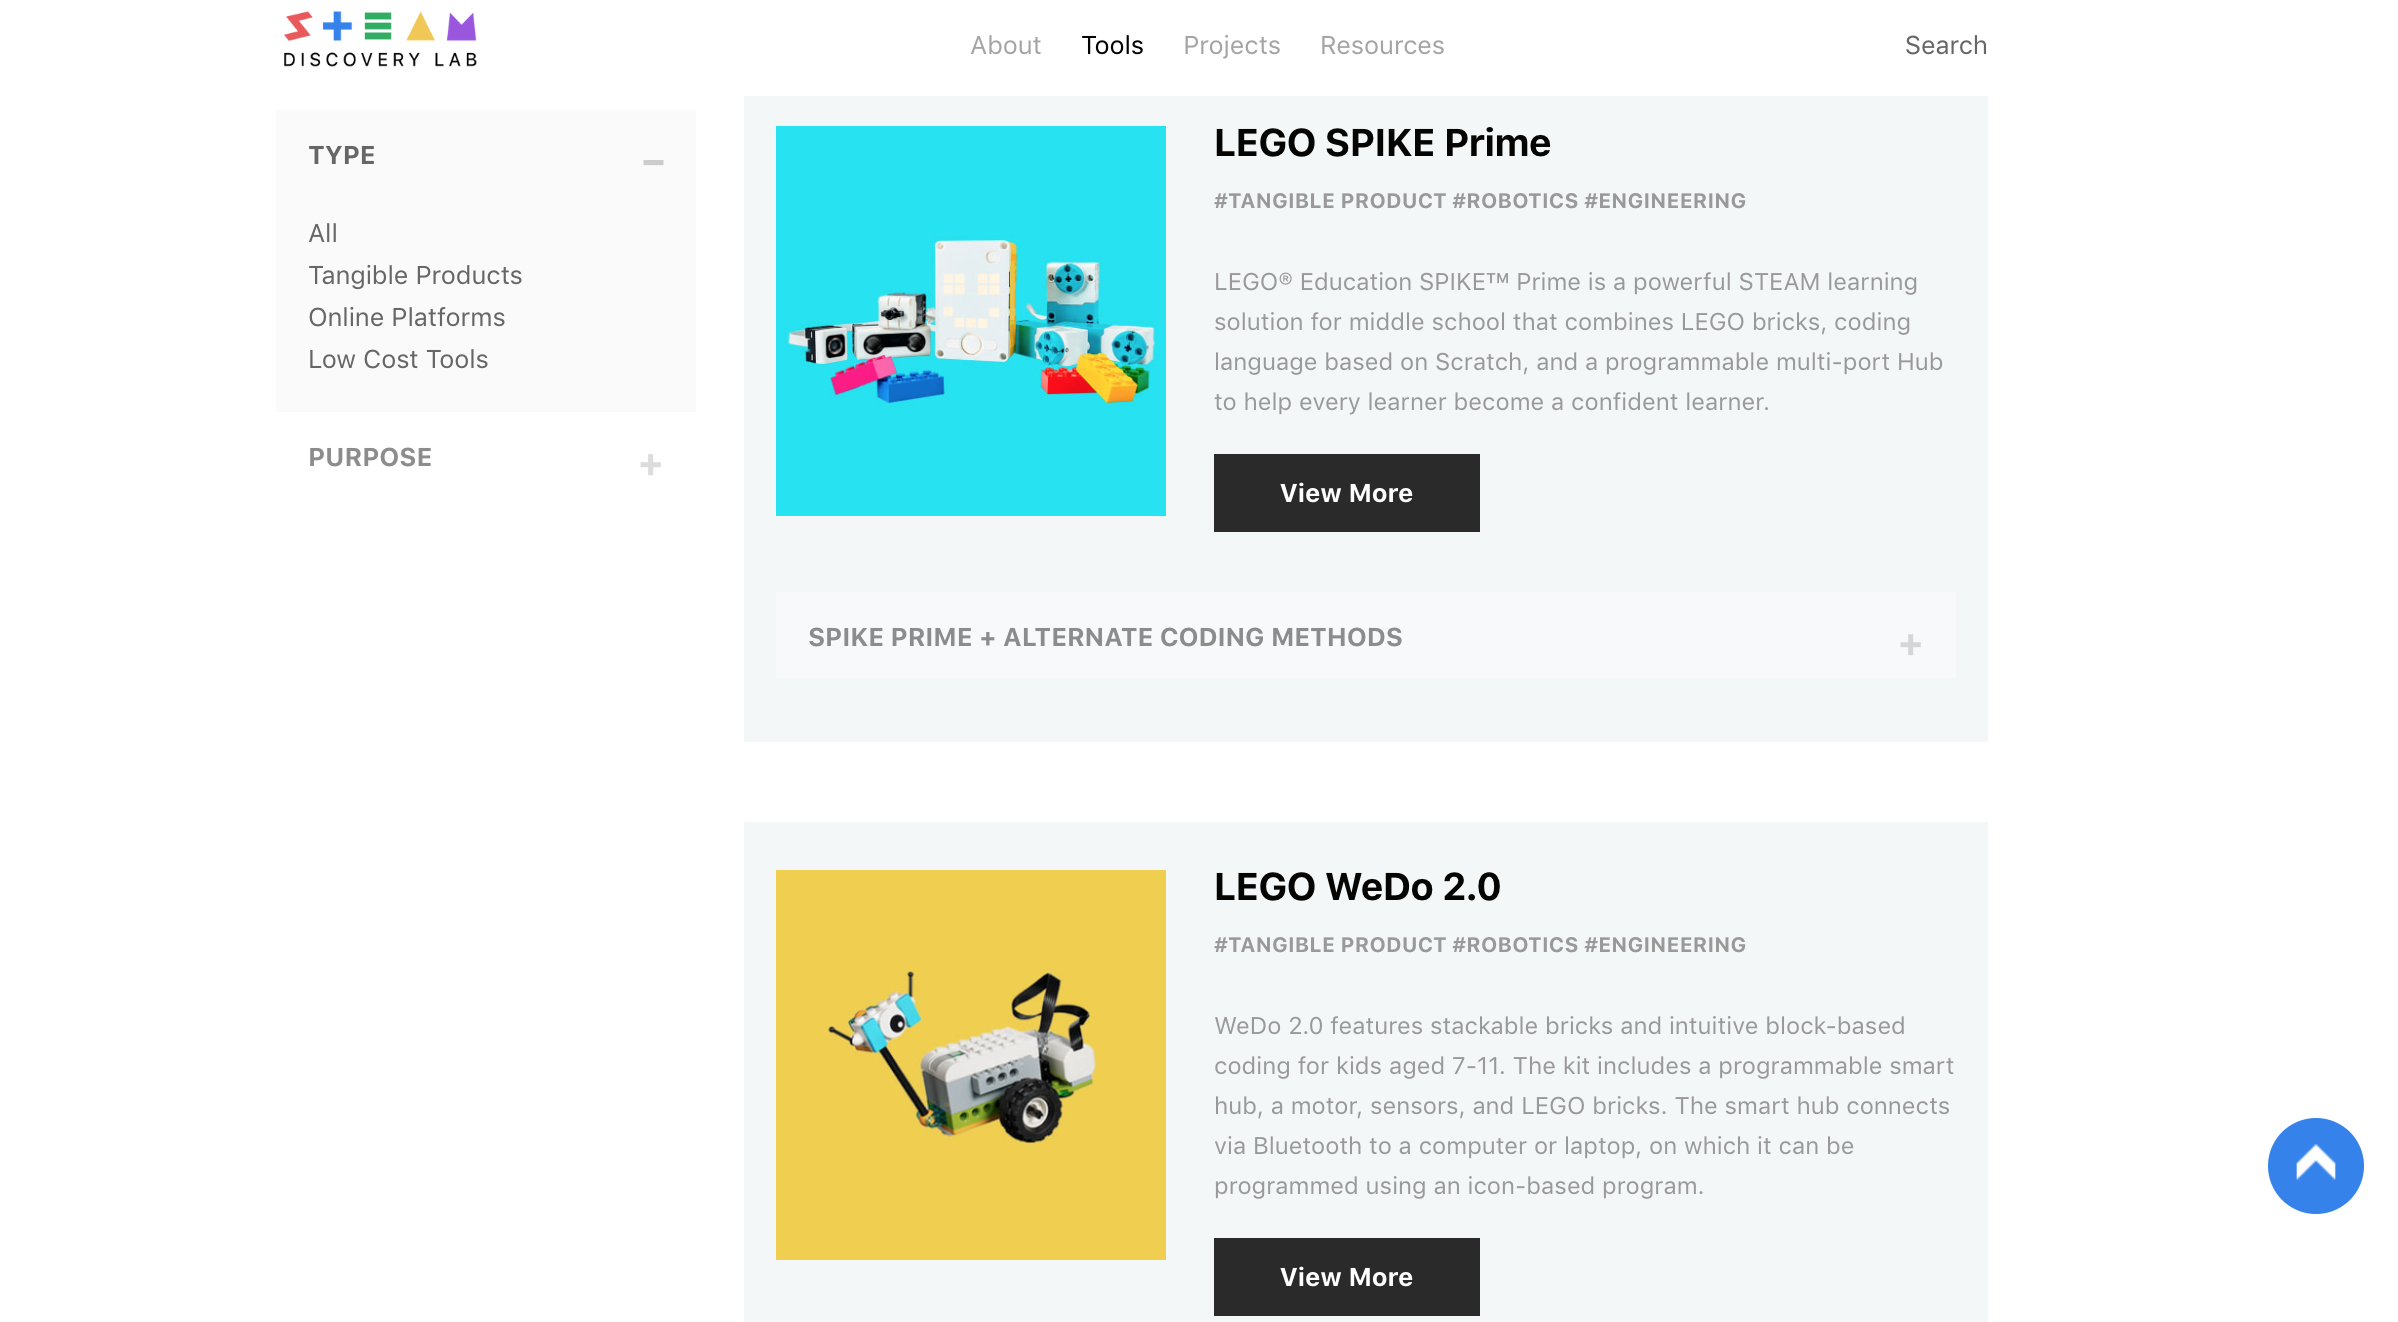 STEAM
DISCOVERY LAB
About Tools Projects Resources
Search
TYPE
All
Tangible Products
Online Platforms
Low Cost Tools
PURPOSE
LEGO SPIKE Prime
#TANGIBLE PRODUCT #ROBOTICS #ENGINEERING
LEGO® Education SPIKE™ Prime is a powerful STEAM learning
solution for middle school that combines LEGO bricks, coding
language based on Scratch, and a programmable multi-port Hub
to help every learner become a confident learner.
View More
SPIKE PRIME + ALTERNATE CODING METHODS
LEGO WeDo 2.0
#TANGIBLE PRODUCT #ROBOTICS #ENGINEERING
WeDo 2.0 features stackable bricks and intuitive block-based
coding for kids aged 7-11. The kit includes a programmable smart
hub, a motor, sensors, and LEGO bricks. The smart hub connects
via Bluetooth to a computer or laptop, on which it can be
programmed using an icon-based program.
View More